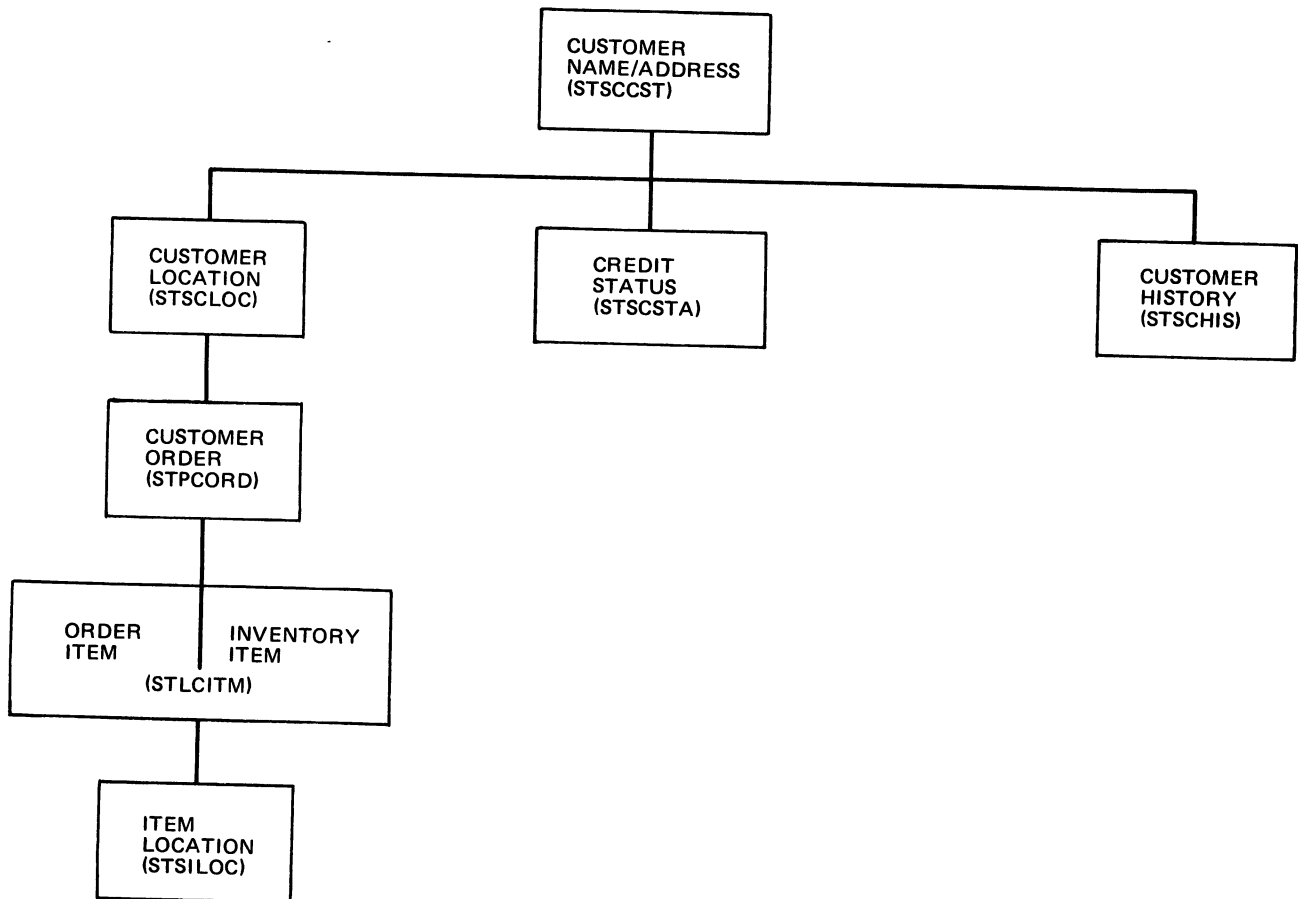 CUSTOMER
NAME/ADDRESS
(STSCCST)
CUSTOMER
LOCATION
(STSCLOC)
CREDIT
STATUS
(STSCSTA)
CUSTOMER
HISTORY
(STSCHIS)
CUSTOMER
ORDER
(STPCORD)
ORDER
ITEM
INVENTORY
ITEM
(STLCITM)
ITEM
LOCATION
(STSILOC)